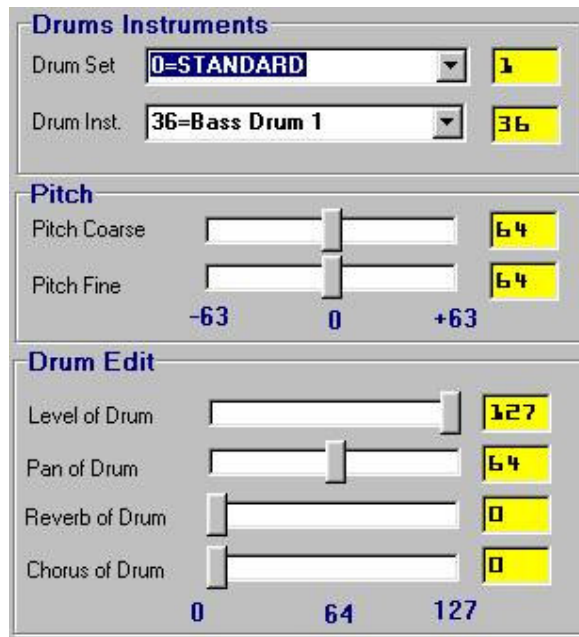 Drums Instruments
Drum Set 0=STANDARD 1
Drum Inst. 36=Bass Drum 1 36
Pitch
Pitch Coarse 64
Pitch Fine 64
-63 0 +63
Drum Edit
Level of Drum 127
Pan of Drum 64
Reverb of Drum 0
Chorus of Drum 0
0 64 127